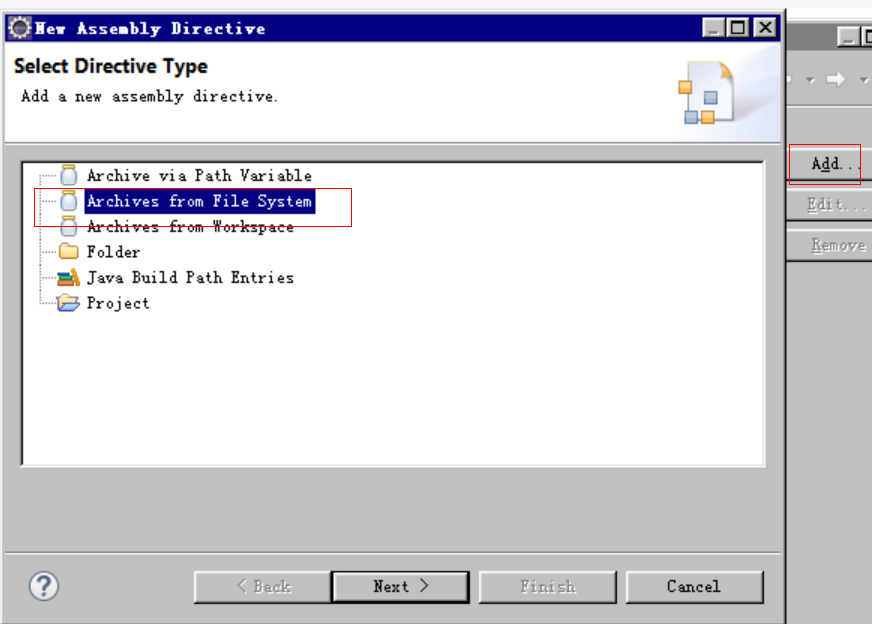 New Assembly Directive
Select Directive Type
Add a new assembly directive.
Archive via Path Variable
Archives from File System
Archives from Workspace
Folder
Java Build Path Entries
Project
Add...
Edit...
Remove
?
< Back
Next >
Finish
Cancel